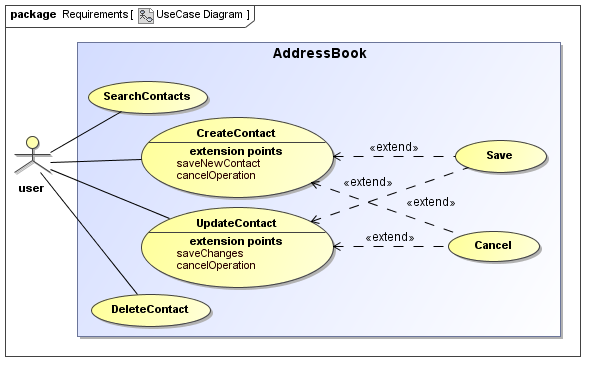 package Requirements [ UseCase Diagram ]
AddressBook
SearchContacts
CreateContact
extension points
saveNewContact
cancelOperation
«extend»
Save
user
«extend»
UpdateContact
extension points
saveChanges
cancelOperation
«extend»
Cancel
DeleteContact